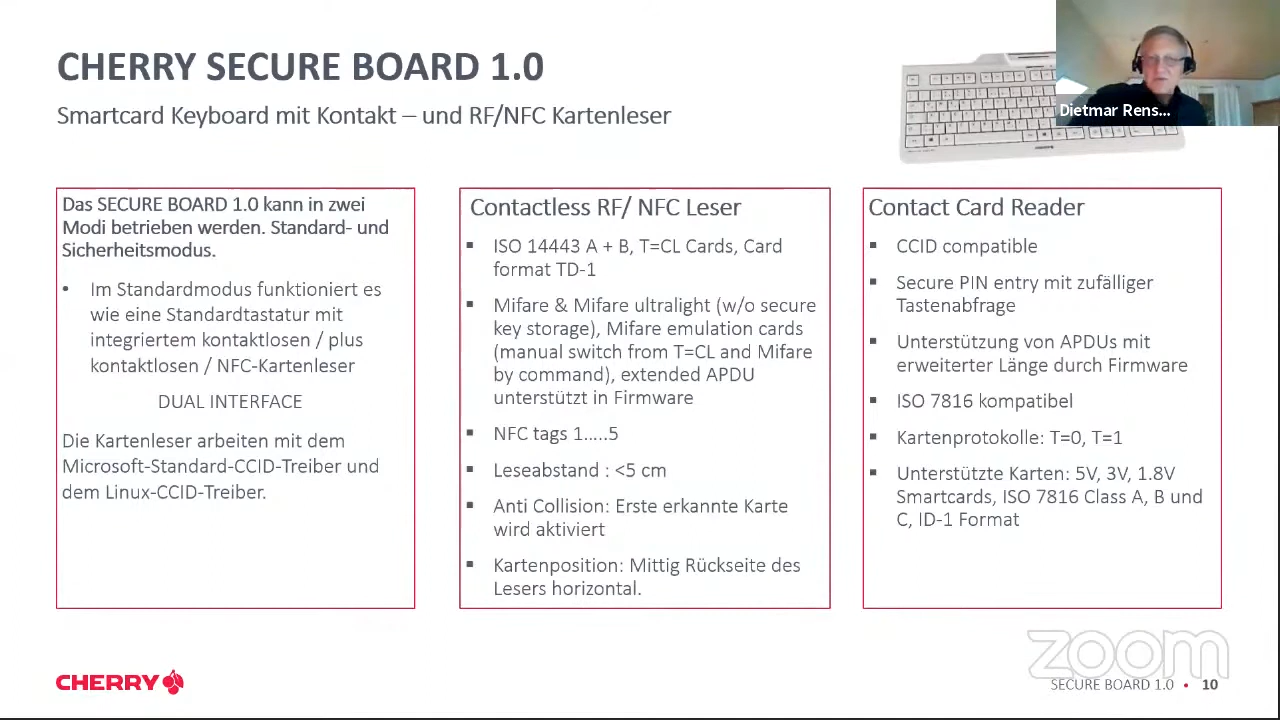 CHERRY SECURE BOARD 1.0
Smartcard Keyboard mit Kontakt – und RF/NFC Kartenleser
Dietmar Rens...
Das SECURE BOARD 1.0 kann in zwei
Modi betrieben werden. Standard- und
Sicherheitsmodus.
• Im Standardmodus funktioniert es
wie eine Standardtastatur mit
integriertem kontaktlosen / plus
kontaktlosen / NFC-Kartenleser
DUAL INTERFACE
Die Kartenleser arbeiten mit dem
Microsoft-Standard-CCID-Treiber und
dem Linux-CCID-Treiber.
Contactless RF/ NFC Leser
▪ ISO 14443 A + B, T=CL Cards, Card
format TD-1
▪ Mifare & Mifare ultralight (w/o secure
key storage), Mifare emulation cards
(manual switch from T=CL and Mifare
by command), extended APDU
unterstützt in Firmware
▪ NFC tags 1.....5
▪ Leseabstand : <5 cm
▪ Anti Collision: Erste erkannte Karte
wird aktiviert
▪ Kartenposition: Mittig Rückseite des
Lesers horizontal.
Contact Card Reader
▪ CCID compatible
▪ Secure PIN entry mit zufälliger
Tastenabfrage
▪ Unterstützung von APDUs mit
erweiterter Länge durch Firmware
▪ ISO 7816 kompatibel
▪ Kartenprotokolle: T=0, T=1
▪ Unterstützte Karten: 5V, 3V, 1.8V
Smartcards, ISO 7816 Class A, B und
C, ID-1 Format
zoom
CHERRY
SECURE BOARD 1.0 • 10